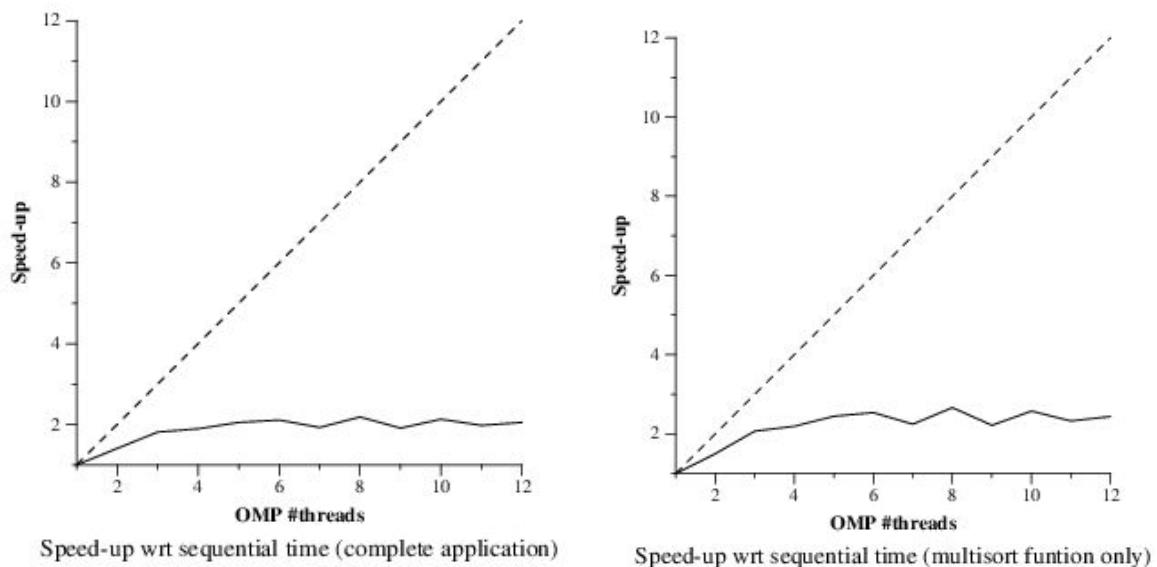 12
10
8
6
4
2
Speed-up
2 4 6 8 10 12
OMP #threads
Speed-up wrt sequential time (complete application)
12
10
8
6
4
2
Speed-up
2 4 6 8 10 12
OMP #threads
Speed-up wrt sequential time (multisort funtion only)